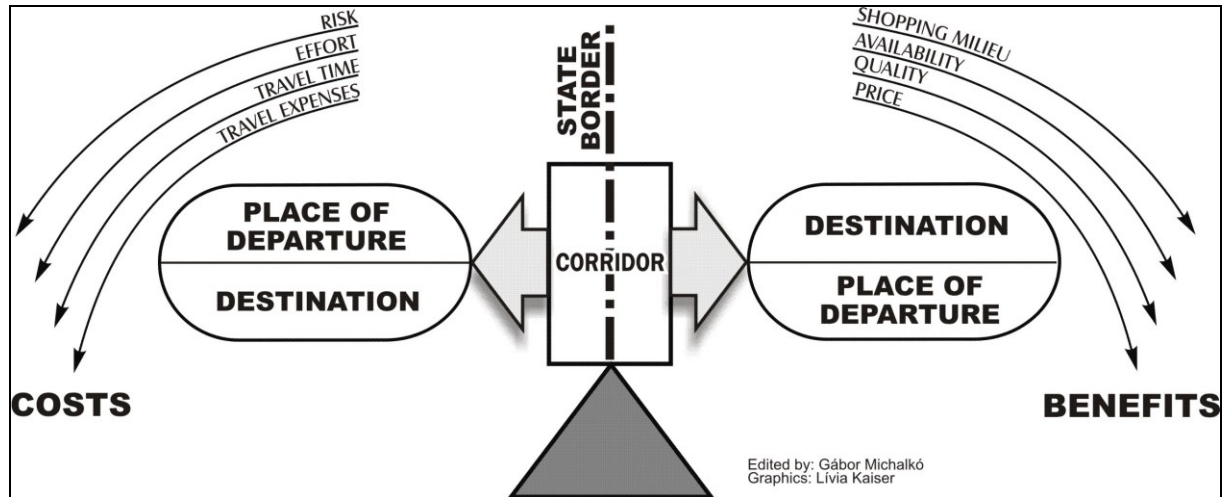 RISK
EFFORT
TRAVEL TIME
TRAVEL EXPENSES
STATE
BORDER
SHOPPING MILIEU
AVAILABILITY
QUALITY
PRICE
PLACE OF
DEPARTURE
DESTINATION
CORRIDOR
DESTINATION
PLACE OF
DEPARTURE
COSTS
BENEFITS
Edited by: Gábor Michalkó
Graphics: Lívia Kaiser